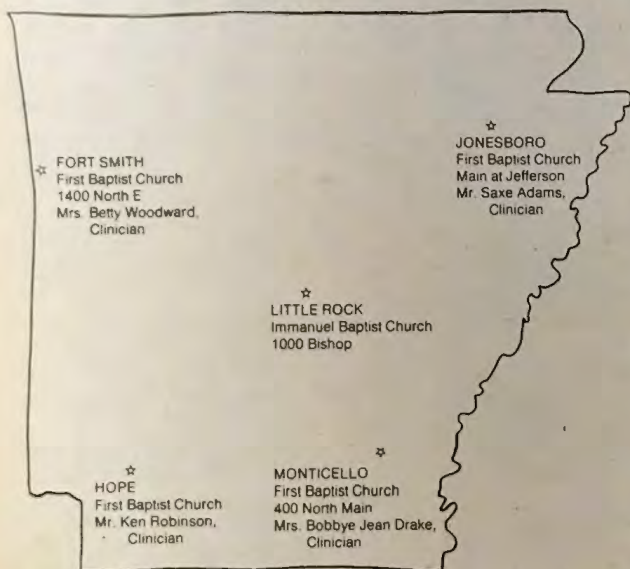 FORT SMITH
First Baptist Church
1400 North E
Mrs. Betty Woodward,
Clinician
JONESBORO
First Baptist Church
Main at Jefferson
Mr. Saxe Adams,
Clinician
LITTLE ROCK
Immanuel Baptist Church
1000 Bishop
HOPE
First Baptist Church
Mr. Ken Robinson,
Clinician
MONTICELLO
First Baptist Church
400 North Main
Mrs. Bobbye Jean Drake,
Clinician